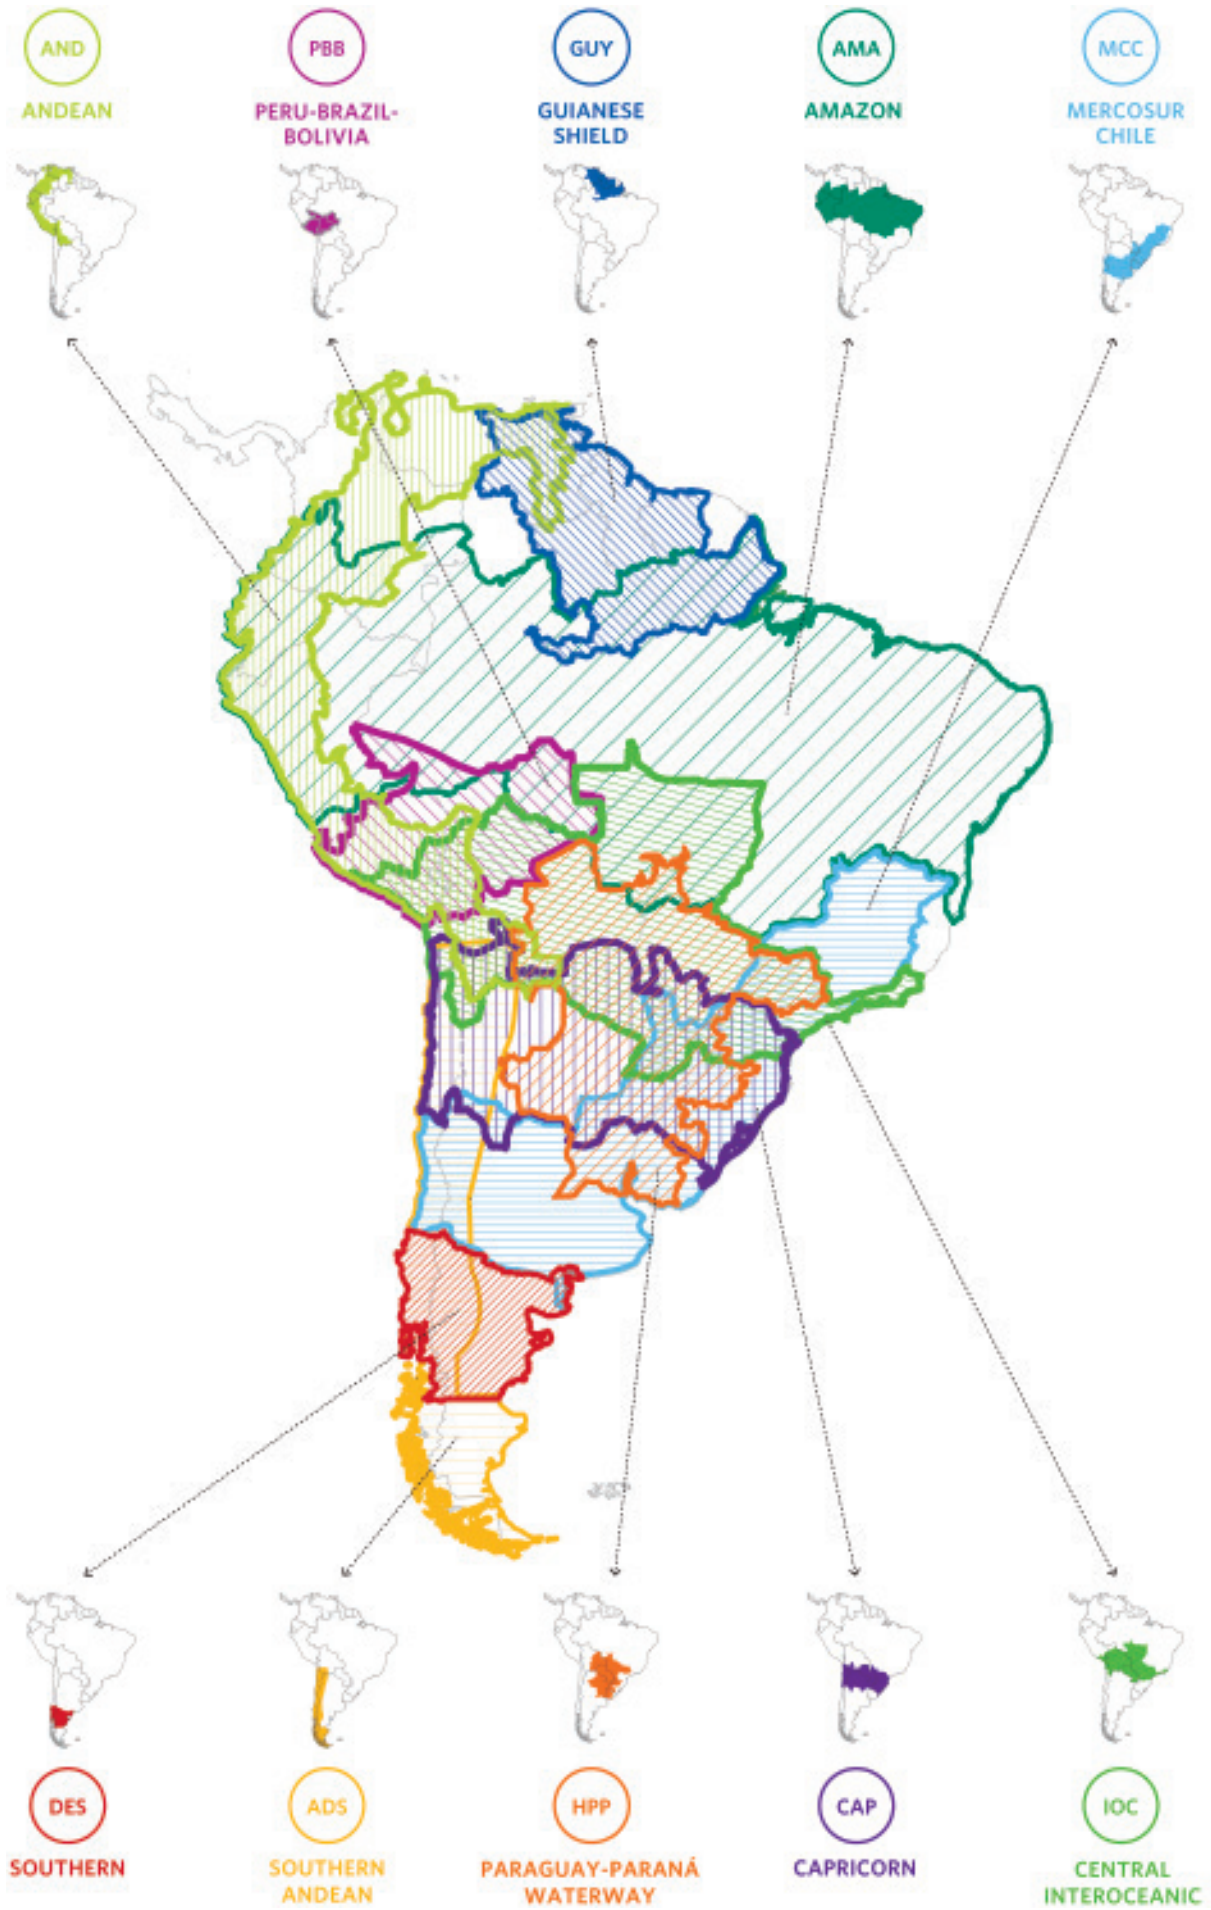 AND
PBB
GUY
AMA
MCC
ANDEAN
PERU-BRAZIL-
BOLIVIA
GUIANESE
SHIELD
AMAZON
MERCOSUR
CHILE
DES
ADS
HPP
CAP
IOC
SOUTHERN
SOUTHERN
ANDEAN
PARAGUAY-PARANÁ
WATERWAY
CAPRICORN
CENTRAL
INTEROCEANIC